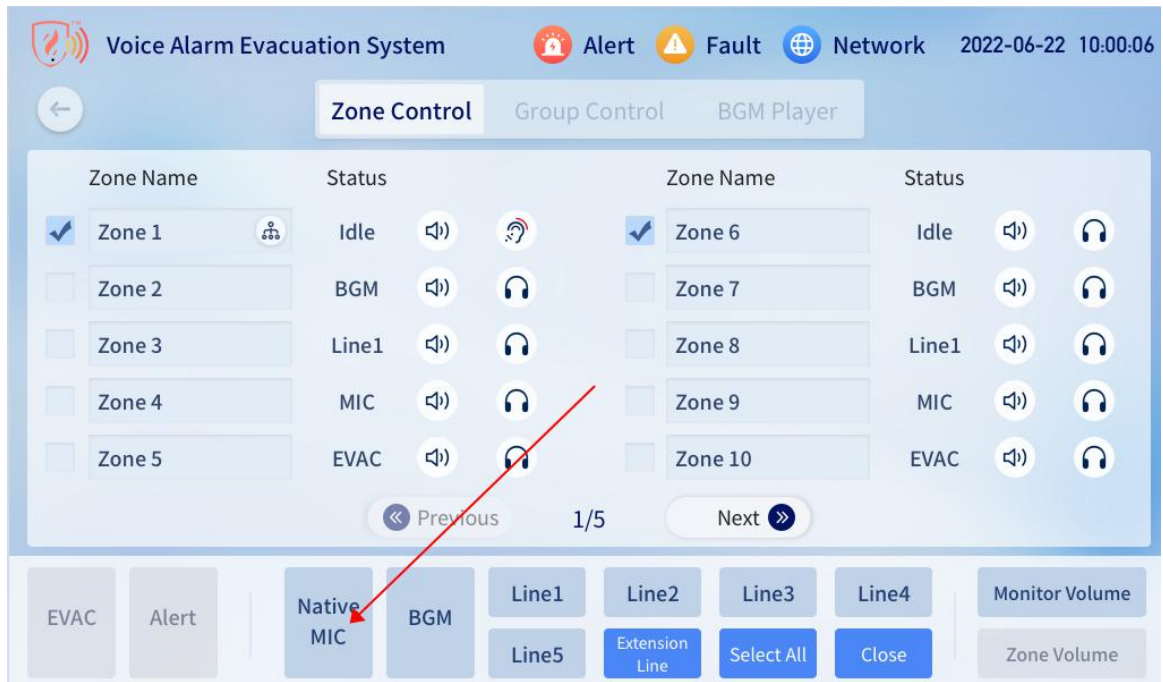 Voice Alarm Evacuation System Alert Fault Network 2022-06-22 10:00:06
Zone Control Group Control BGM Player
Zone Name Status Zone Name Status
Zone 1 Idle Zone 6 Idle
Zone 2 BGM Zone 7 BGM
Zone 3 Line1 Zone 8 Line1
Zone 4 MIC Zone 9 MIC
Zone 5 EVAC Zone 10 EVAC
Previous 1/5 Next
EVAC Alert
Native
MIC
BGM
Line1 Line2 Line3 Line4
Line5
Extension
Line
Select All Close
Monitor Volume
Zone Volume